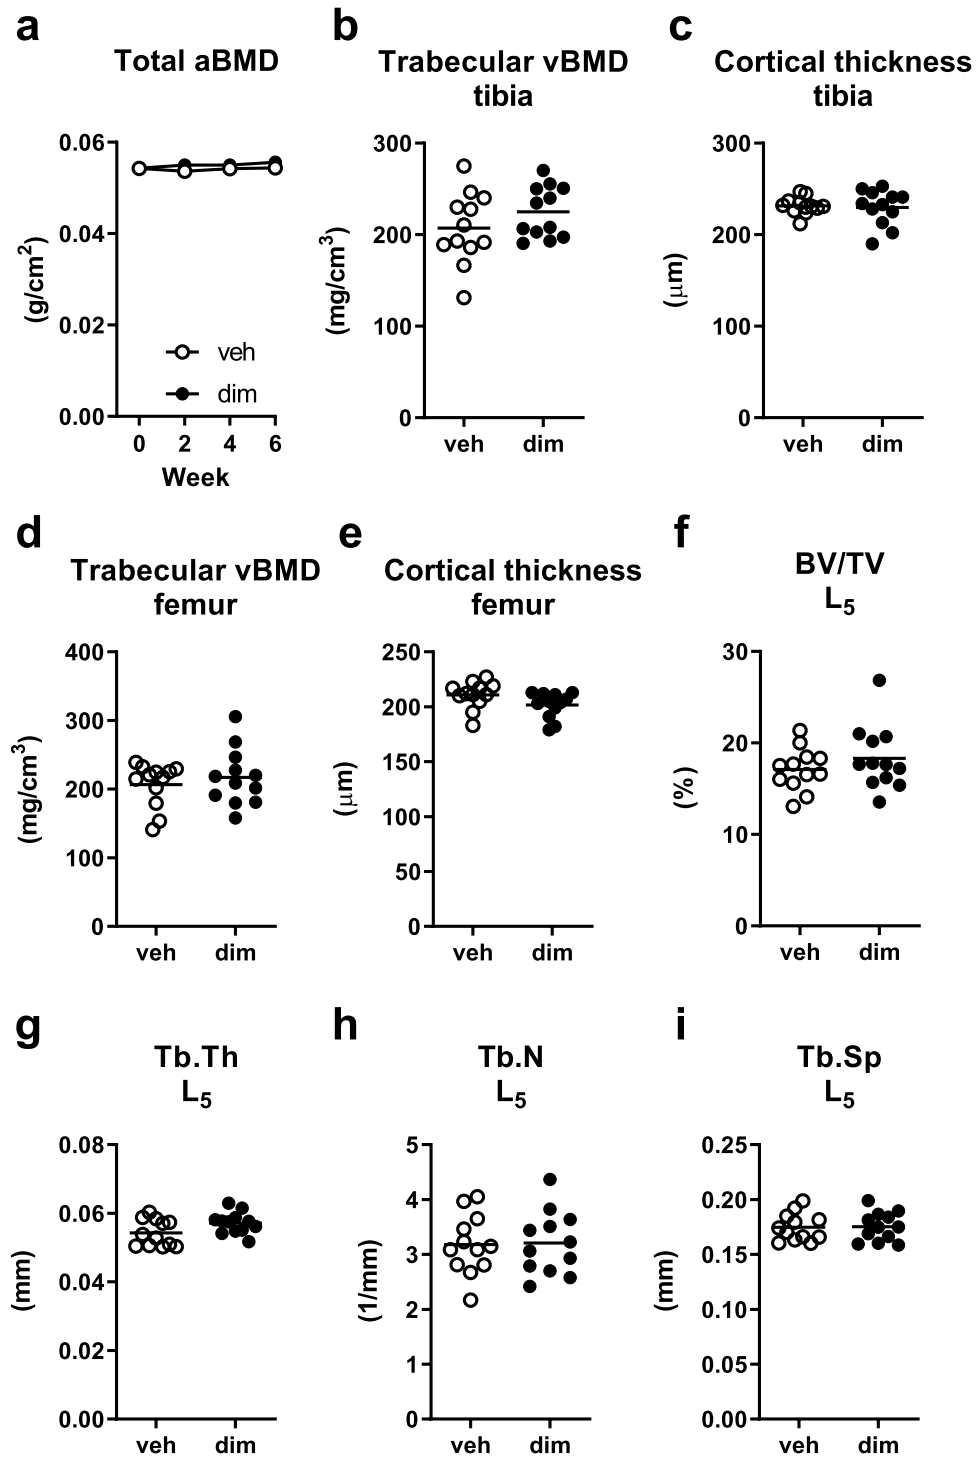 a
Total aBMD
(g/cm²)
0.06
0.04
0.02
0.00
veh
dim
0 2 4 6
Week
b
Trabecular vBMD
tibia
(mg/cm³)
300
200
100
0
veh dim
c
Cortical thickness
tibia
(μm)
300
200
100
0
veh dim
d
Trabecular vBMD
femur
(mg/cm³)
400
300
200
100
0
veh dim
e
Cortical thickness
femur
(μm)
250
200
150
100
50
0
veh dim
f
BV/TV
L₅
(%)
30
20
10
0
veh dim
g
Tb.Th
L₅
(mm)
0.08
0.06
0.04
0.02
0.00
veh dim
h
Tb.N
L₅
(1/mm)
5
4
3
2
1
0
veh dim
i
Tb.Sp
L₅
(mm)
0.25
0.20
0.15
0.10
0.05
0.00
veh dim